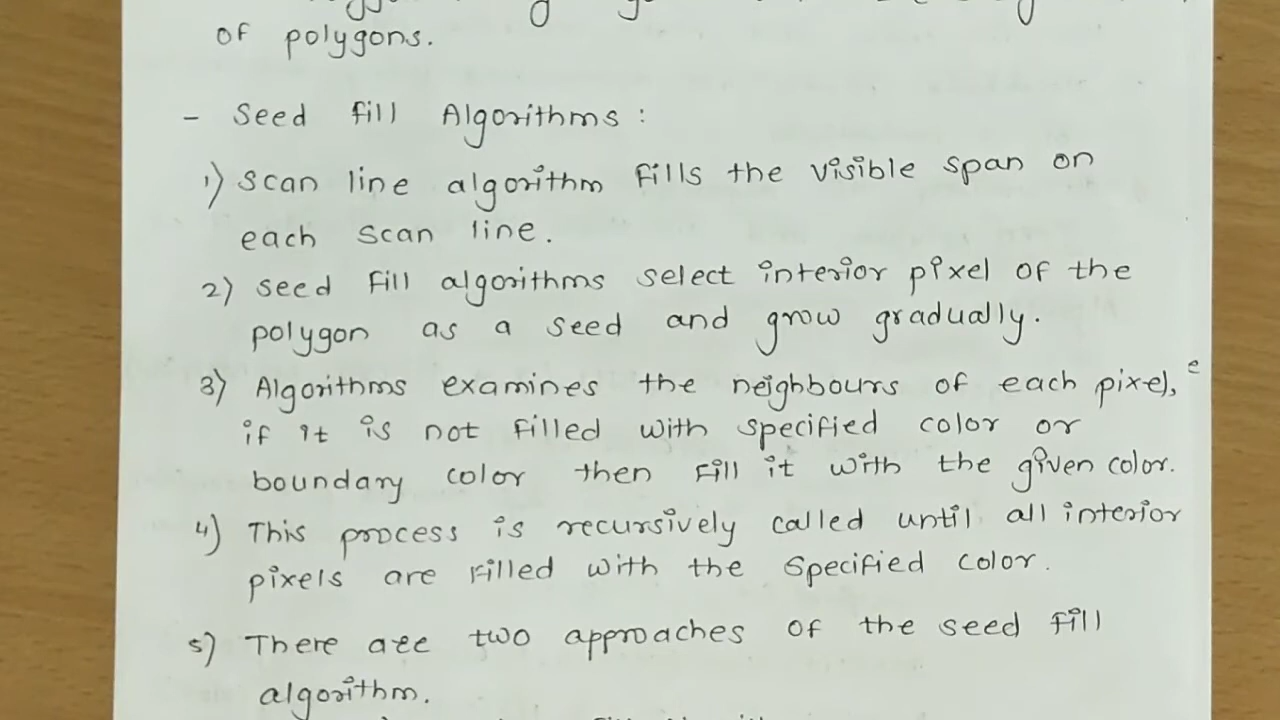 of polygons.
- Seed fill Algorithms :
1) Scan line algorithm fills the visible span on
each scan line.
2) seed fill algorithms select interior pixel of the
polygon as a seed and grow gradually.
3) Algorithms examines the neighbours of each pixel, e
if it is not filled with specified color or
boundary color then fill it with the given color.
4) This process is recursively called until all interior
pixels are filled with the specified color.
5) There are two approaches of the seed fill
algorithm.